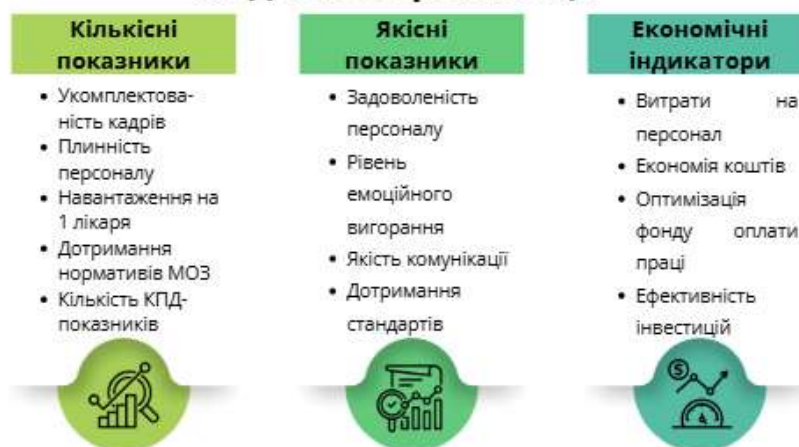 Кількісні
показники
• Укомплектова-
ність кадрів
• Плинність
персоналу
• Навантаження на
1 лікаря
• Дотримання
нормативів МОЗ
• Кількість КПД-
показників
Якісні
показники
• Задоволеність
персоналу
• Рівень
емоційного
вигорання
• Якість комунікації
• Дотримання
стандартів
Економічні
індикатори
• Витрати на
персонал
• Економія коштів
• Оптимізація
фонду оплати
праці
• Ефективність
інвестицій